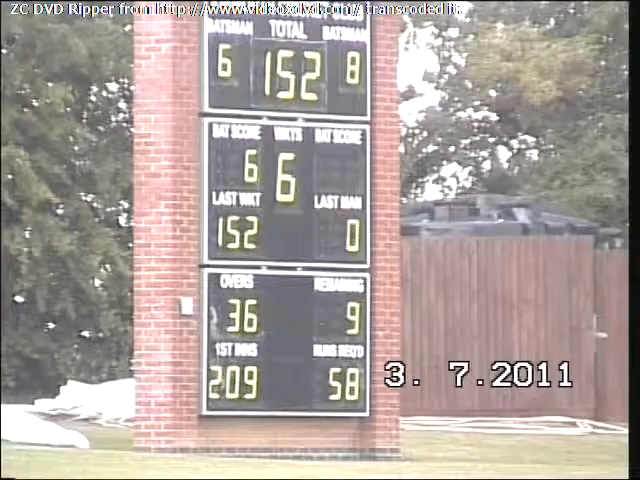 ZC DVD Ripper from http://www.videoxdvd.com/ transcoded it
BATSMAN TOTAL BATSMAN
6 152 8
BAT SCORE WKTS BAT SCORE
6 6
LAST WKT LAST MAN
152 0
OVERS REMAINING
36 9
1ST INNS RUNS REQ'D
209 58
3. 7.2011